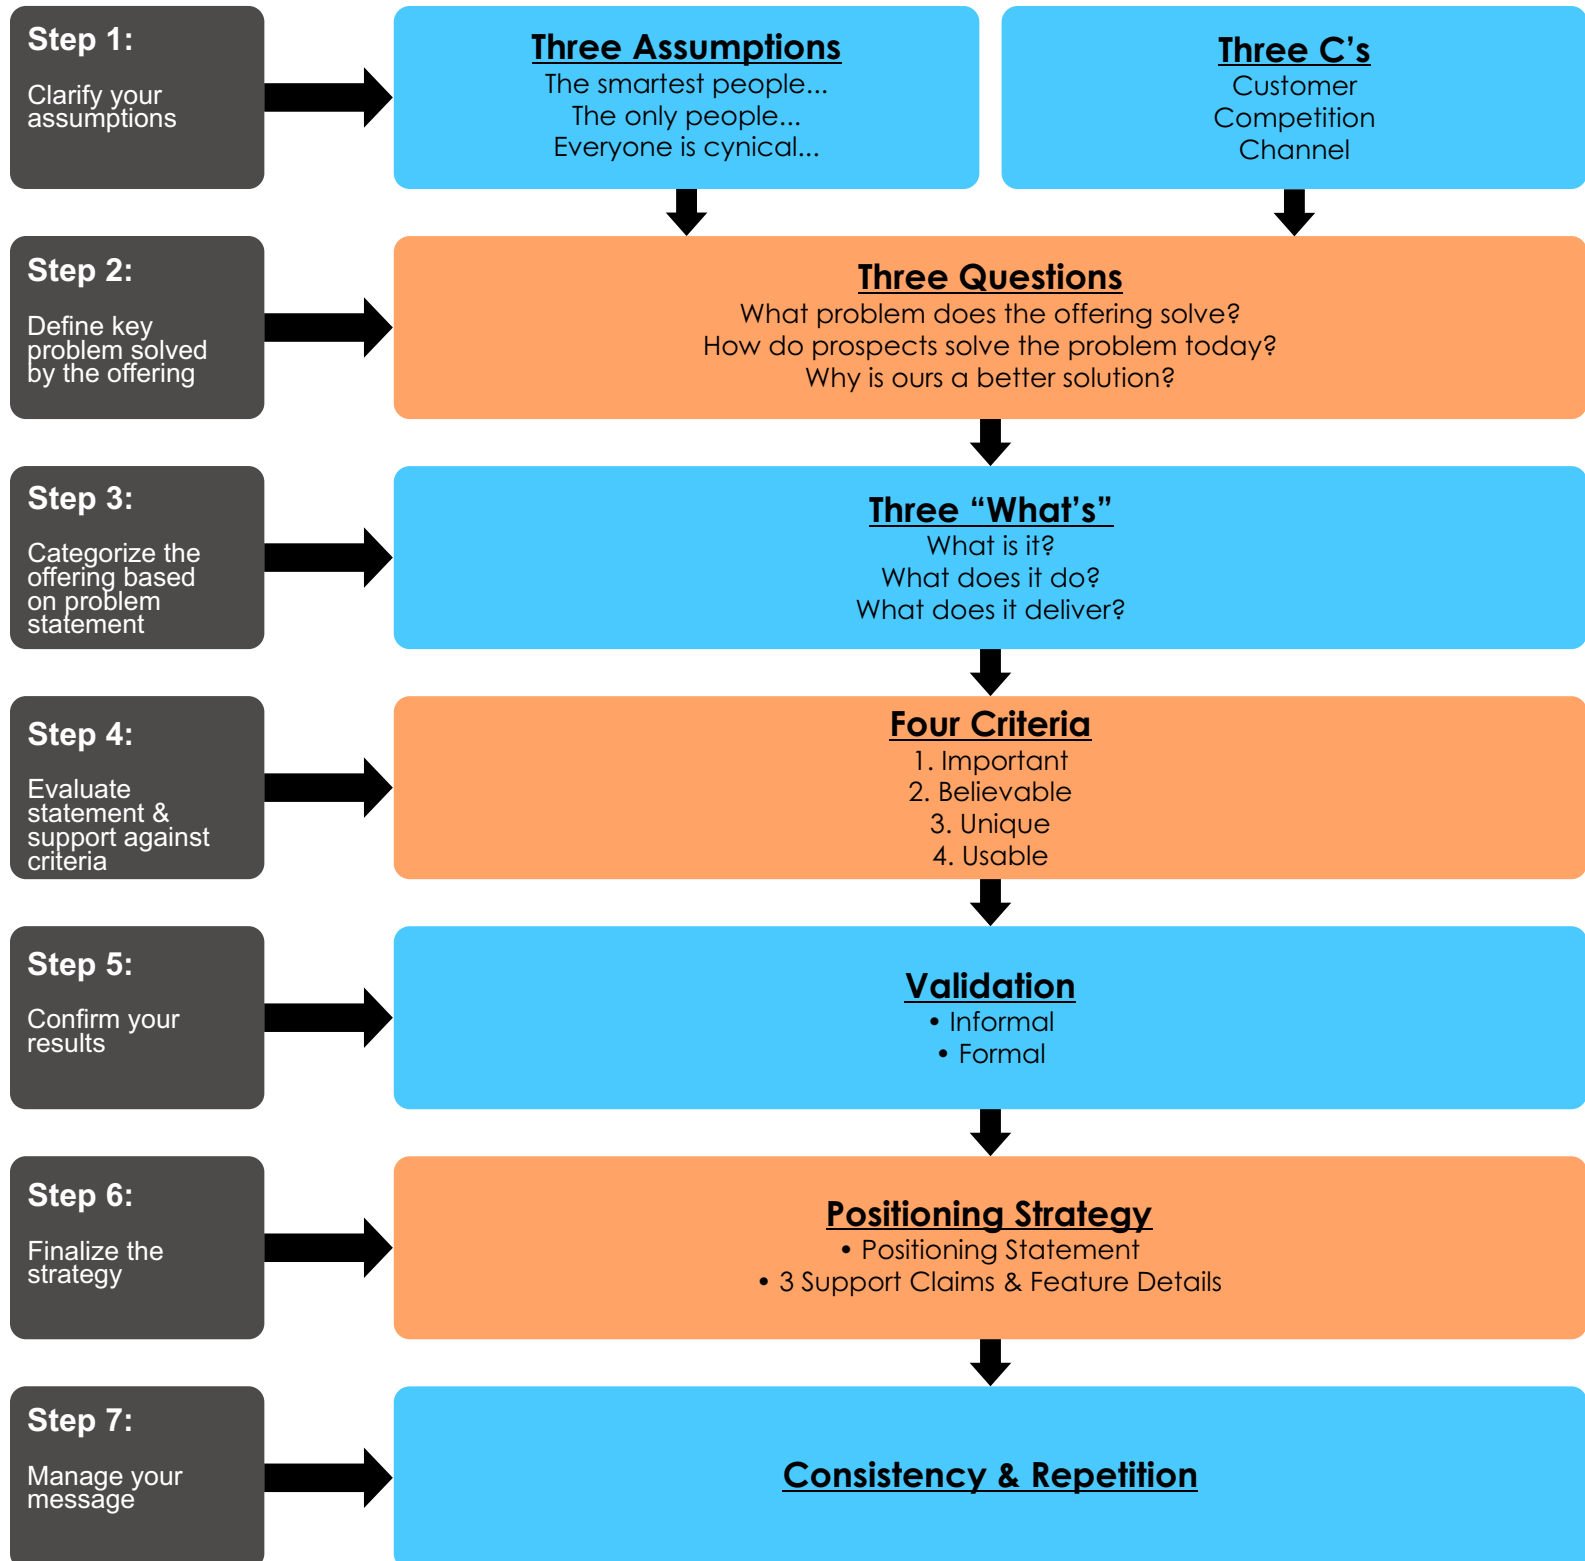 Step 1:
Clarify your
assumptions
Three Assumptions
The smartest people...
The only people...
Everyone is cynical...
Three C’s
Customer
Competition
Channel
Step 2:
Define key
problem solved
by the offering
Three Questions
What problem does the offering solve?
How do prospects solve the problem today?
Why is ours a better solution?
Step 3:
Categorize the
offering based
on problem
statement
Three “What’s”
What is it?
What does it do?
What does it deliver?
Step 4:
Evaluate
statement &
support against
criteria
Four Criteria
1. Important
2. Believable
3. Unique
4. Usable
Step 5:
Confirm your
results
Validation
• Informal
• Formal
Step 6:
Finalize the
strategy
Positioning Strategy
• Positioning Statement
• 3 Support Claims & Feature Details
Step 7:
Manage your
message
Consistency & Repetition